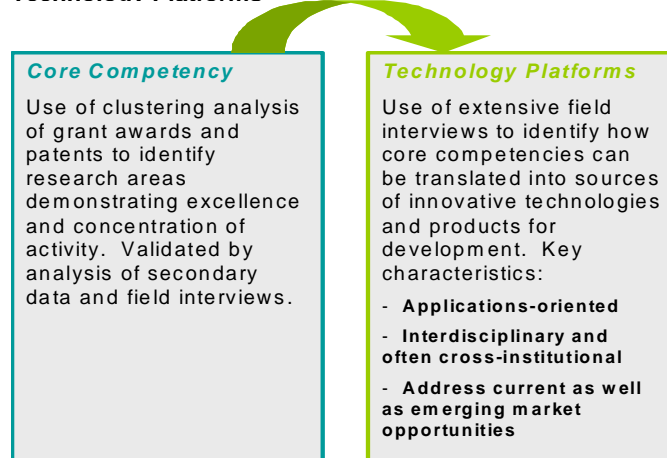 Technology Platforms
Core Competency
Use of clustering analysis
of grant awards and
patents to identify
research areas
demonstrating excellence
and concentration of
activity. Validated by
analysis of secondary
data and field interviews.
Technology Platforms
Use of extensive field
interviews to identify how
core competencies can
be translated into sources
of innovative technologies
and products for
development. Key
characteristics:
- Applications-oriented
- Interdisciplinary and
often cross-institutional
- Address current as well
as emerging market
opportunities